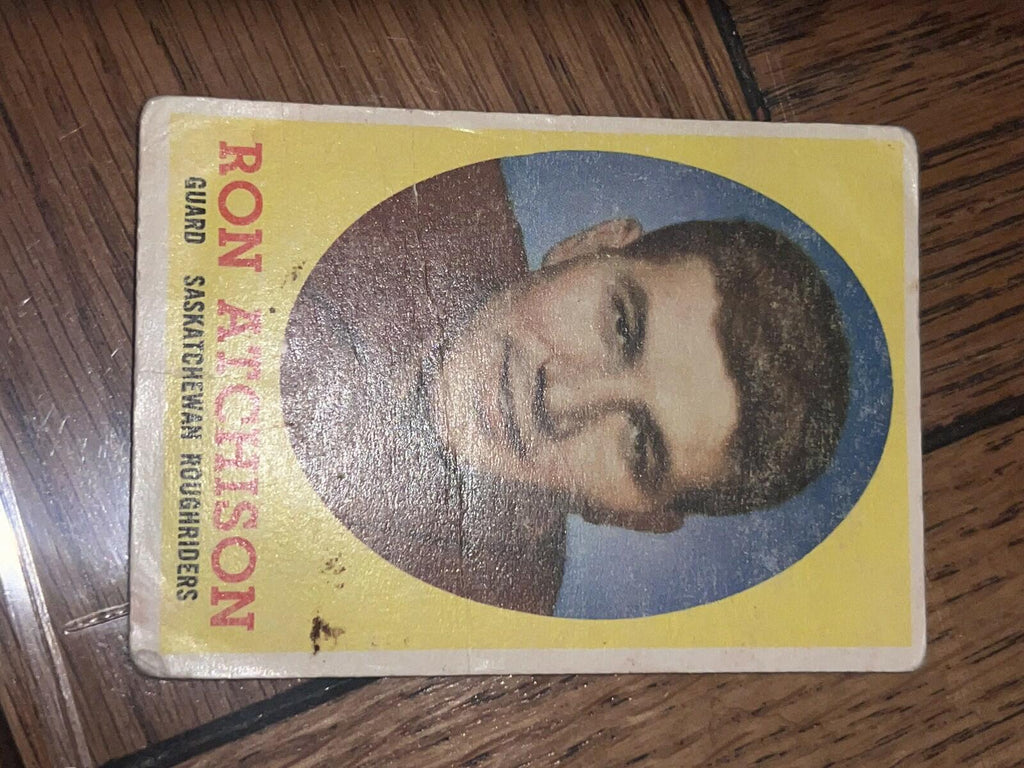 RON ATCHISON
GUARD SASKATCHEWAN ROUGHRIDERS